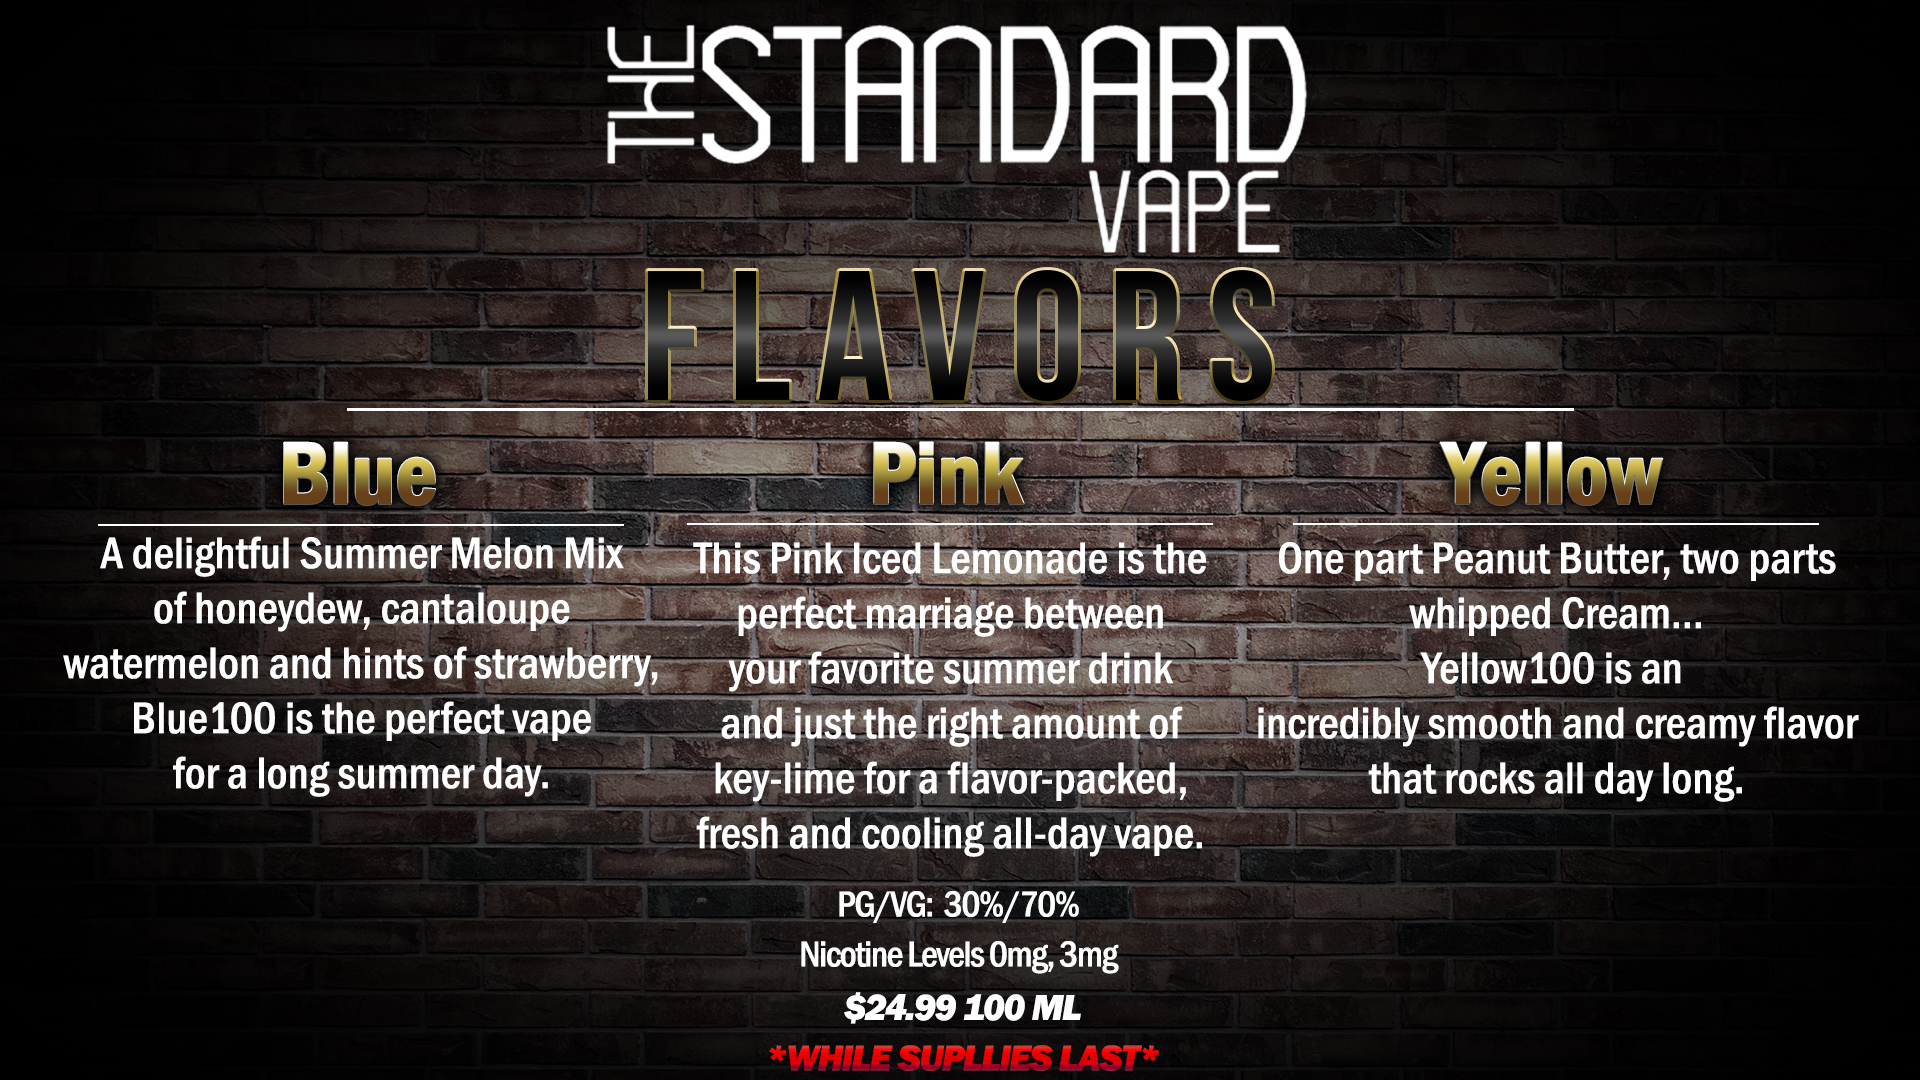 THE STANDARD
VAPE
FLAVORS
Blue
A delightful Summer Melon Mix
of honeydew, cantaloupe
watermelon and hints of strawberry,
Blue100 is the perfect vape
for a long summer day.
Pink
This Pink Iced Lemonade is the
perfect marriage between
your favorite summer drink
and just the right amount of
key-lime for a flavor-packed,
fresh and cooling all-day vape.
Yellow
One part Peanut Butter, two parts
whipped Cream...
Yellow100 is an
incredibly smooth and creamy flavor
that rocks all day long.
PG/VG: 30%/70%
Nicotine Levels 0mg, 3mg
$24.99 100 ML
*WHILE SUPLLIES LAST*